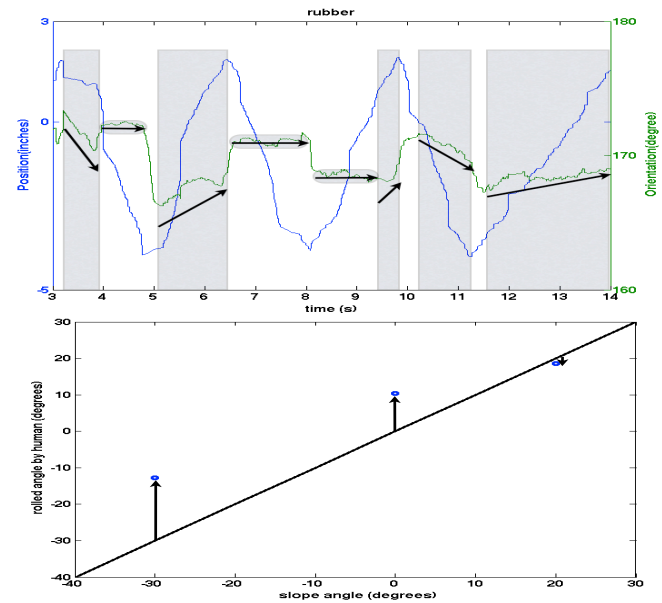 rubber
3
0
-5
Position(inches)
180
170
160
Orientation(degree)
3 4 5 6 7 8 9 10 11 12 13 14
time (s)
30
20
10
0
-10
-20
-30
-40
rolled angle by human (degrees)
-40 -30 -20 -10 0 10 20 30
slope angle (degrees)